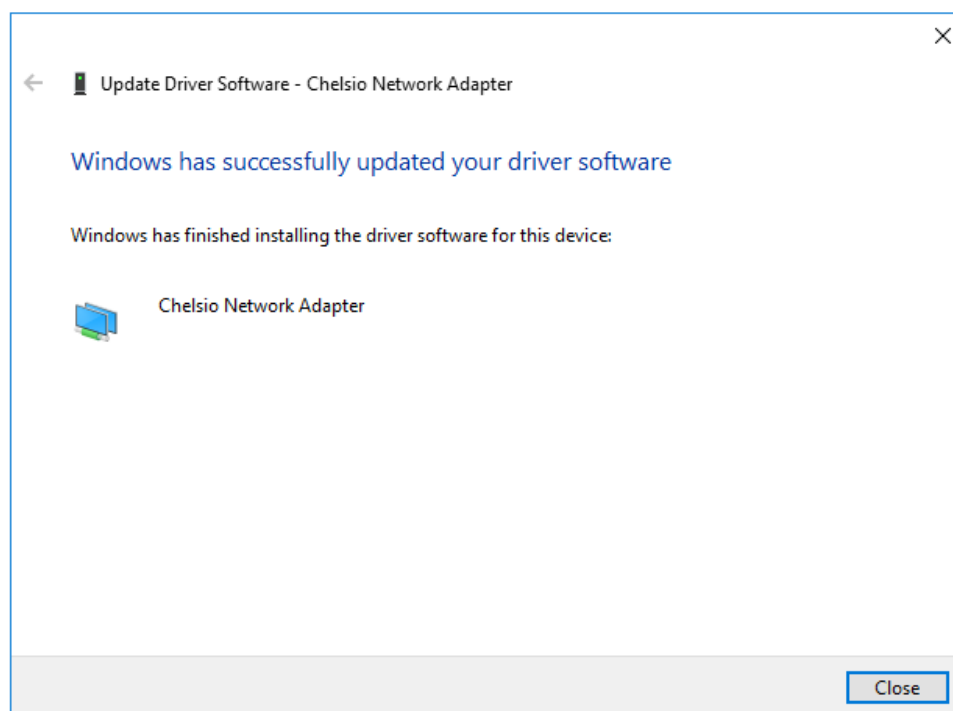 Update Driver Software - Chelsio Network Adapter
Windows has successfully updated your driver software
Windows has finished installing the driver software for this device:
Chelsio Network Adapter
Close